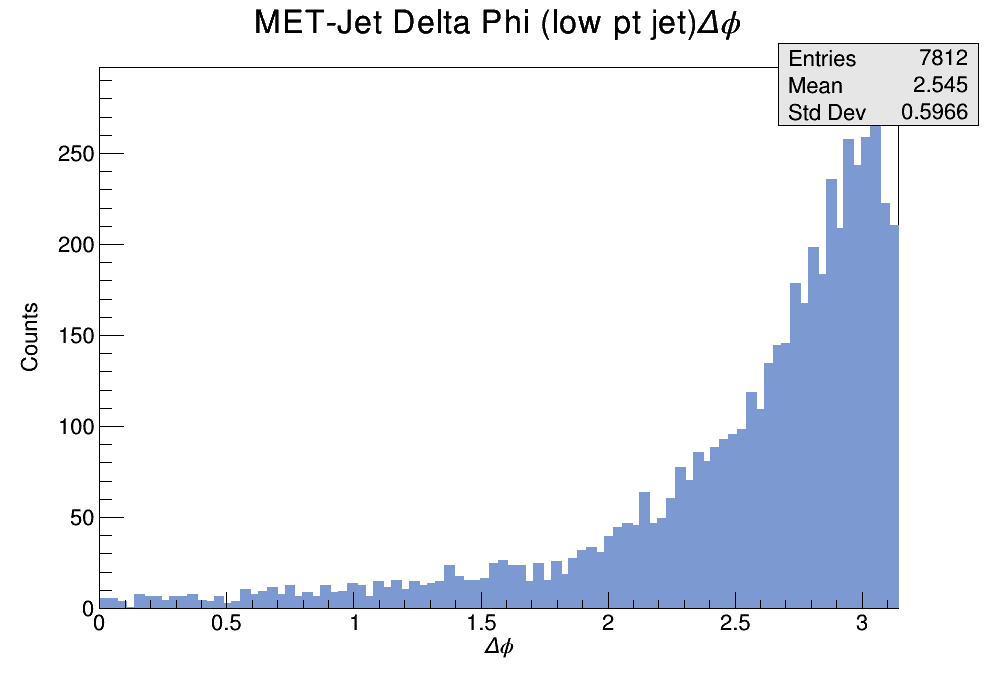 MET-Jet Delta Phi (low pt jet)Δϕ
Entries 7812
Mean 2.545
Std Dev 0.5966
250
200
150
100
50
0
Counts
0 0.5 1 1.5 2 2.5 3
Δϕ